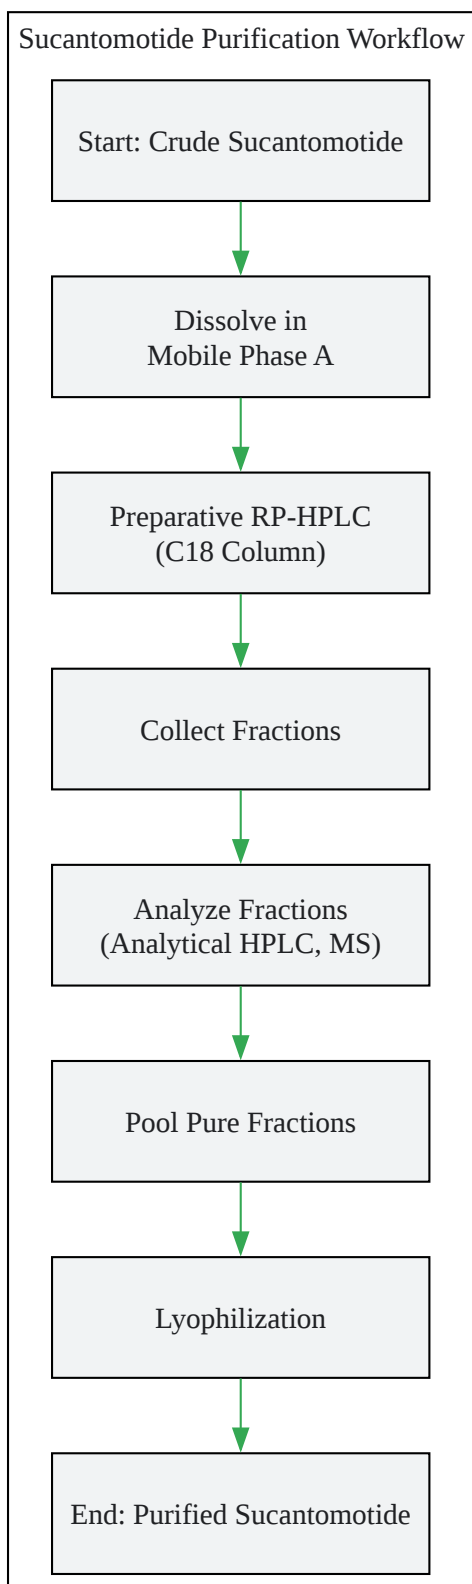 Sucantomotide Purification Workflow
Start: Crude Sucantomotide
Dissolve in
Mobile Phase A
Preparative RP-HPLC
(C18 Column)
Collect Fractions
Analyze Fractions
(Analytical HPLC, MS)
Pool Pure Fractions
Lyophilization
End: Purified Sucantomotide